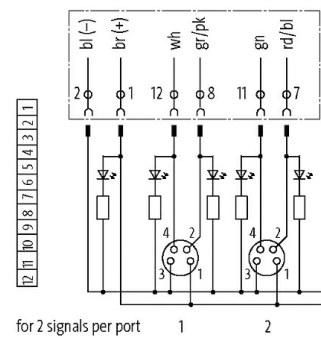 bl (–) br (+) wh gr/pk gn rd/bl
2 1 12 8 11 7
12 11 10 9 8 7 6 5 4 3 2 1
4 2 4 2
3 1 3 1
for 2 signals per port 1 2